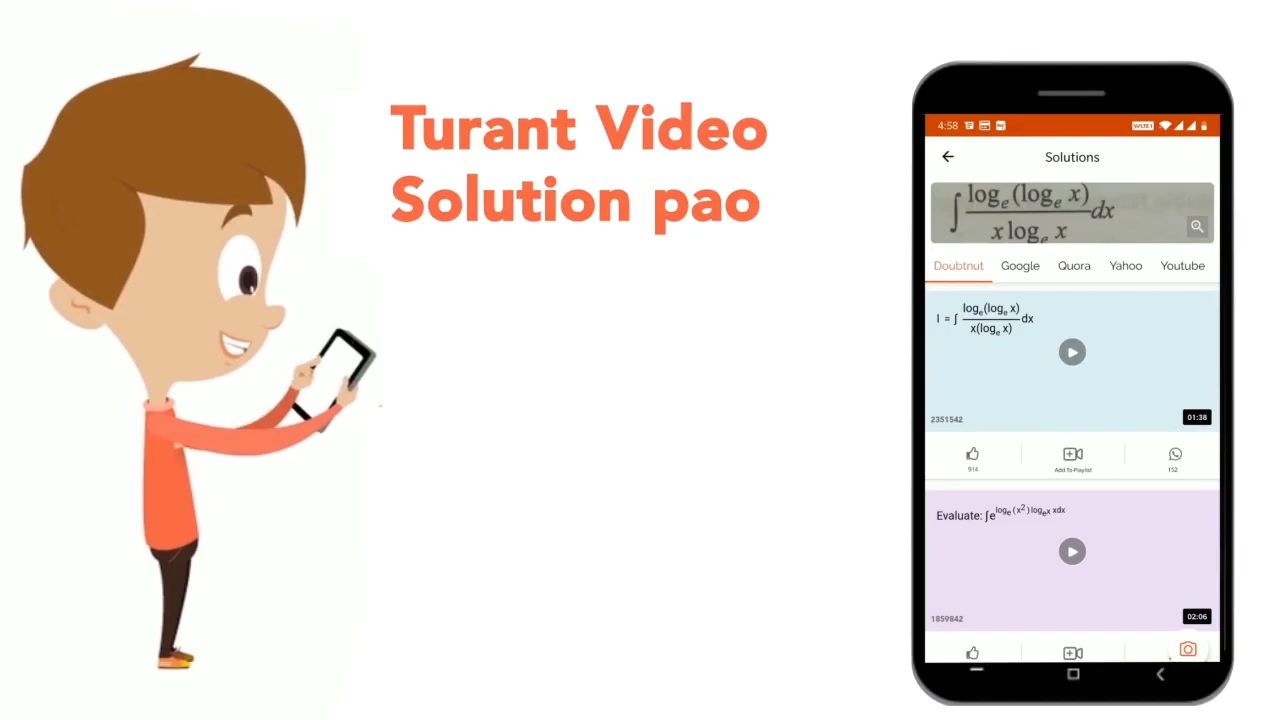 Turant Video
Solution pao
4:58
VoLTE1
Solutions
∫ logₑ(logₑ x) / x logₑ x dx
Doubtnut Google Quora Yahoo Youtube
I = ∫ logₑ(logₑ x) / x(logₑ x) dx
2351542 01:38
914 Add To Playlist 152
Evaluate: ∫e^logₑ(x²)logₑx xdx
1859842 02:06